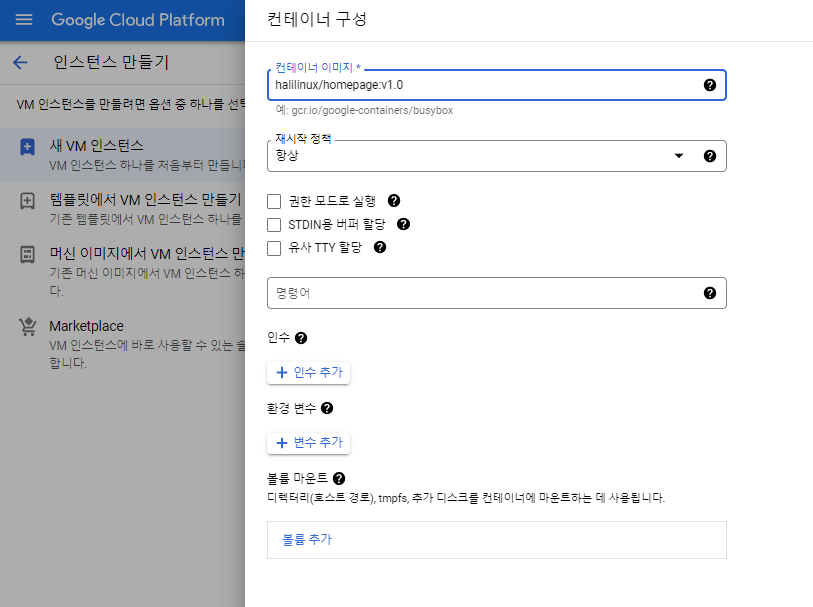 Google Cloud Platform
인스턴스 만들기
VM 인스턴스를 만들려면 옵션 중 하나를 선택
새 VM 인스턴스
VM 인스턴스 하나를 처음부터 만듭니다
템플릿에서 VM 인스턴스 만들기
기존 템플릿에서 VM 인스턴스 하나를
머신 이미지에서 VM 인스턴스 만
기존 머신 이미지에서 VM 인스턴스 하
다.
Marketplace
VM 인스턴스에 바로 사용할 수 있는 솔
합니다.
컨테이너 구성
컨테이너 이미지 *
halilinux/homepage:v1.0
예: gcr.io/google-containers/busybox
재시작 정책
항상
권한 모드로 실행
STDIN용 버퍼 할당
유사 TTY 할당
명령어
인수
+ 인수 추가
환경 변수
+ 변수 추가
볼륨 마운트
디렉터리(호스트 경로), tmpfs, 추가 디스크를 컨테이너에 마운트하는 데 사용됩니다.
볼륨 추가